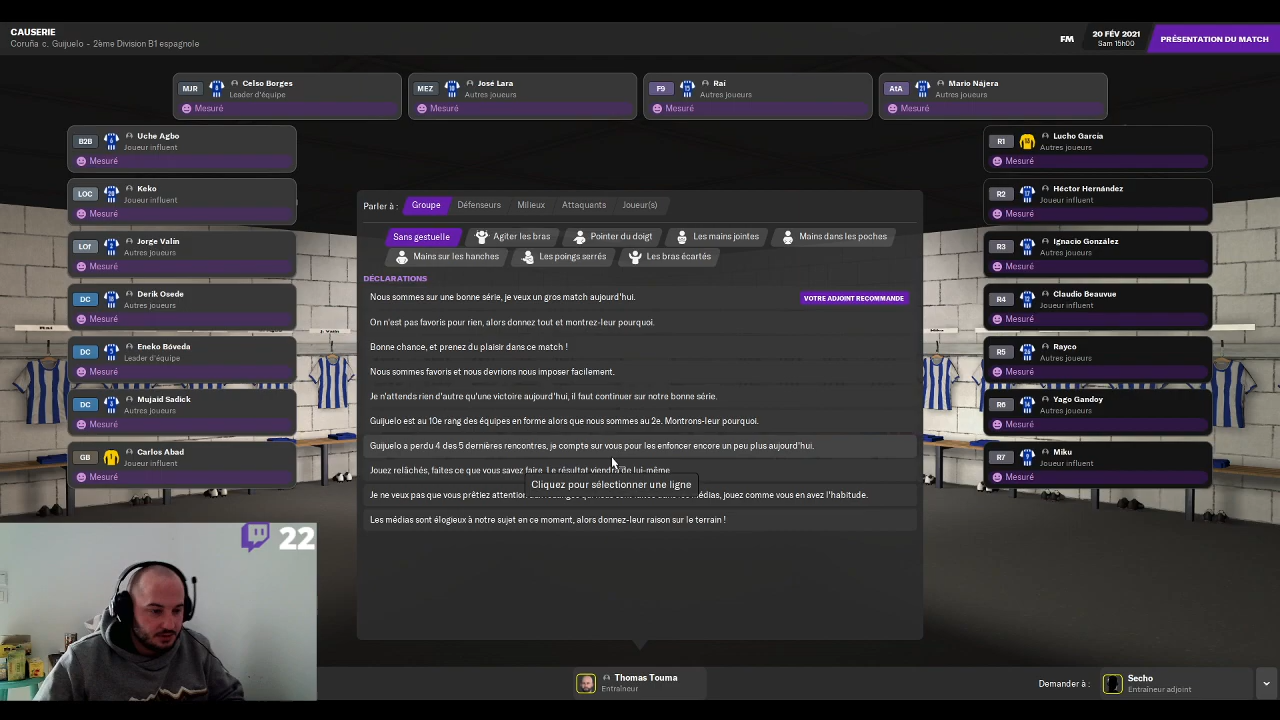 CAUSERIE
Coruña c. Guijuelo - 2ème Division B1 espagnole
FM
20 FÉV 2021
Sam 15h00
PRÉSENTATION DU MATCH
MJR Celso Borges
Leader d'équipe
Mesuré
MEZ José Lara
Autres joueurs
Mesuré
F9 Raí
Autres joueurs
Mesuré
AtA Mario Nájera
Autres joueurs
Mesuré
B2B Uche Agbo
Joueur influent
Mesuré
LOC Keko
Joueur influent
Mesuré
LOf Jorge Valín
Autres joueurs
Mesuré
DC Derik Osede
Autres joueurs
Mesuré
DC Eneko Bóveda
Leader d'équipe
Mesuré
DC Mujaid Sadick
Autres joueurs
Mesuré
GB Carlos Abad
Joueur influent
Mesuré
Parler à : Groupe Défenseurs Milieux Attaquants Joueur(s)
Sans gestuelle Agiter les bras Pointer du doigt Les mains jointes Mains dans les poches
Mains sur les hanches Les poings serrés Les bras écartés
DÉCLARATIONS
Nous sommes sur une bonne série, je veux un gros match aujourd'hui. VOTRE ADJOINT RECOMMANDE
On n'est pas favoris pour rien, alors donnez tout et montrez-leur pourquoi.
Bonne chance, et prenez du plaisir dans ce match !
Nous sommes favoris et nous devrions nous imposer facilement.
Je n'attends rien d'autre qu'une victoire aujourd'hui, il faut continuer sur notre bonne série.
Guijuelo est au 10e rang des équipes en forme alors que nous sommes au 2e. Montrons-leur pourquoi.
Guijuelo a perdu 4 des 5 dernières rencontres, je compte sur vous pour les enfoncer encore un peu plus aujourd'hui.
Jouez relâchés, faites ce que vous savez faire. Le résultat viendra de lui-même
Cliquez pour sélectionner une ligne
Je ne veux pas que vous prêtiez attention médias, jouez comme vous en avez l'habitude.
Les médias sont élogieux à notre sujet en ce moment, alors donnez-leur raison sur le terrain !
R1 Lucho García
Autres joueurs
Mesuré
R2 Héctor Hernández
Joueur influent
Mesuré
R3 Ignacio González
Autres joueurs
Mesuré
R4 Claudio Beauvue
Autres joueurs
Mesuré
R5 Rayco
Autres joueurs
Mesuré
R6 Yago Gandoy
Autres joueurs
Mesuré
R7 Miku
Joueur influent
Mesuré
22
Thomas Touma
Entraîneur
Demander à :
Secho
Entraîneur adjoint